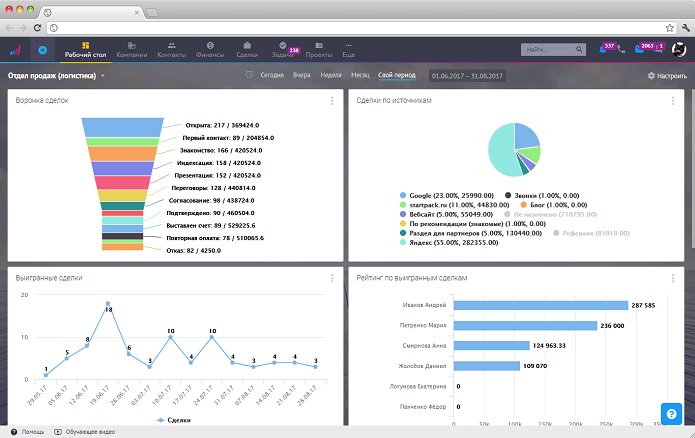 Рабочий стол
Компании
Контакты
Финансы
Сделки
Задачи
238
Проекты
Еще
Найти...
557
2065
1
Отдел продаж (логистика)
Сегодня
Вчера
Неделя
Месяц
Свой период
01.06.2017 — 31.08.2017
Настроить
Воронка сделок
Открыта: 217 / 369424.0
Первый контакт: 89 / 204854.0
Знакомство: 166 / 420524.0
Индексация: 158 / 420524.0
Презентация: 152 / 420524.0
Переговоры: 128 / 440814.0
Согласование: 98 / 438724.0
Подтверждено: 90 / 460504.0
Выставлен счет: 89 / 529225.6
Повторная оплата: 78 / 510065.6
Отказ: 82 / 4250.0
Сделки по источникам
Google (23.00%, 25990.00)
Звонки (1.00%, 0.00)
startpack.ru (11.00%, 44830.00)
Блог (1.00%, 0.00)
Вебсайт (5.00%, 55049.00)
Не назначено (710795.00)
По рекомендации (знакомые) (1.00%, 0.00)
Раздел для партнеров (5.00%, 130440.00)
Рефералы (85910.00)
Яндекс (55.00%, 282355.00)
Выигранные сделки
20
10
0
1
5
8
18
6
3
10
4
10
4
3
4
4
3
29.05.17
05.06.17
12.06.17
19.06.17
26.06.17
03.07.17
10.07.17
17.07.17
24.07.17
31.07.17
07.08.17
14.08.17
21.08.17
28.08.17
Сделки
Рейтинг по выигранным сделкам
Иванов Андрей
287 585
Петренко Мария
236 000
Смирнова Анна
124 963.33
Жолобов Даниил
109 070
Логунова Екатерина
0
Панченко Фёдор
0
0
50k
100k
150k
200k
250k
300k
350k
?
Помощь
Обучающее видео